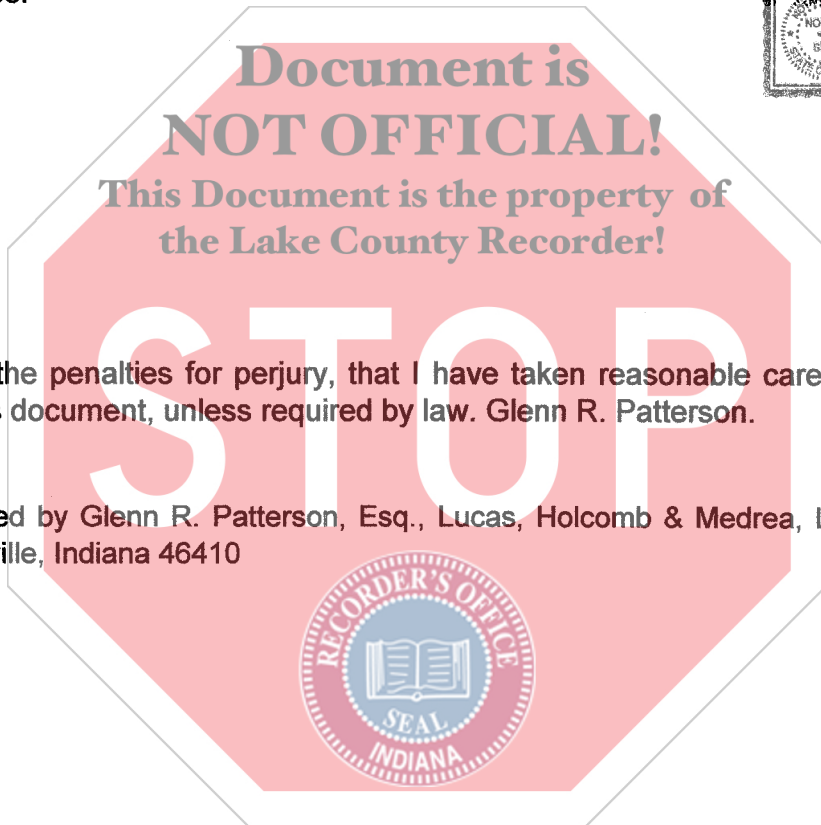 Document is
NOT OFFICIAL!
This Document is the property of
the Lake County Recorder!
STOP
the penalties for perjury, that I have taken reasonable care
document, unless required by law. Glenn R. Patterson.
ed by Glenn R. Patterson, Esq., Lucas, Holcomb & Medrea,
ille, Indiana 46410
RECORDER'S OFFICE
SEAL
INDIANA